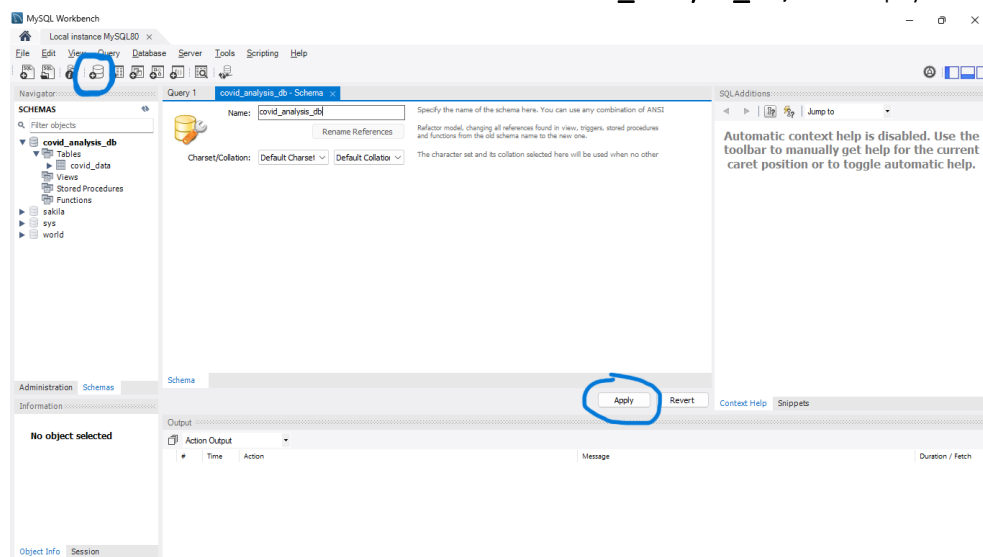 MySQL Workbench
Local instance MySQL80 ×
File Edit View Query Database Server Tools Scripting Help
Navigator
SCHEMAS
Filter objects
covid_analysis_db
Tables
covid_data
Views
Stored Procedures
Functions
sakila
sys
world
Administration Schemas
Information
No object selected
Object Info Session
Query 1 covid_analysis_db - Schema ×
Name: covid_analysis_db
Specify the name of the schema here. You can use any combination of ANSI
Rename References
Refactor model, changing all references found in view, triggers, stored procedures
and functions from the old schema name to the new one.
Charset/Collation: Default Charset Default Collation
The character set and its collation selected here will be used when no other
Schema
Apply Revert
Output
Action Output
# Time Action Message Duration / Fetch
SQLAdditions
Jump to
Automatic context help is disabled. Use the
toolbar to manually get help for the current
caret position or to toggle automatic help.
Context Help Snippets